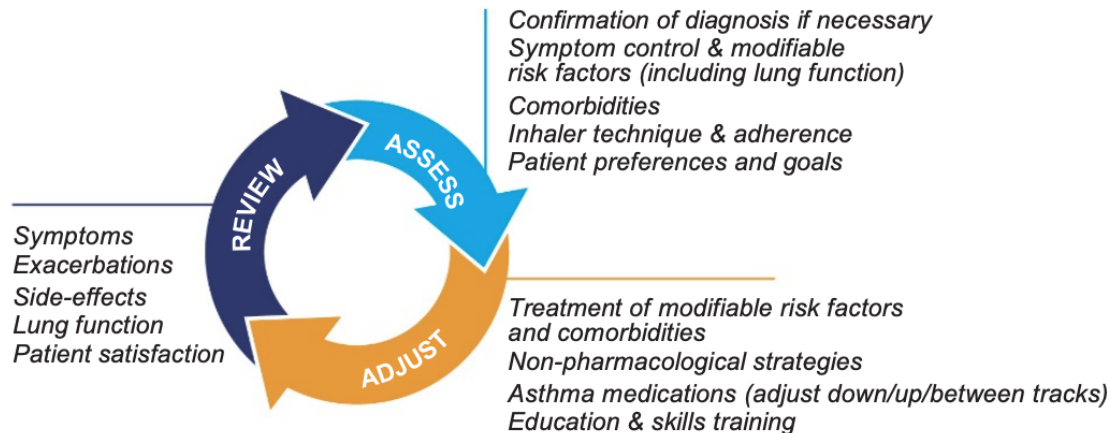 Confirmation of diagnosis if necessary
Symptom control & modifiable
risk factors (including lung function)
Comorbidities
Inhaler technique & adherence
Patient preferences and goals
REVIEW
ASSESS
ADJUST
Symptoms
Exacerbations
Side-effects
Lung function
Patient satisfaction
Treatment of modifiable risk factors
and comorbidities
Non-pharmacological strategies
Asthma medications (adjust down/up/between tracks)
Education & skills training